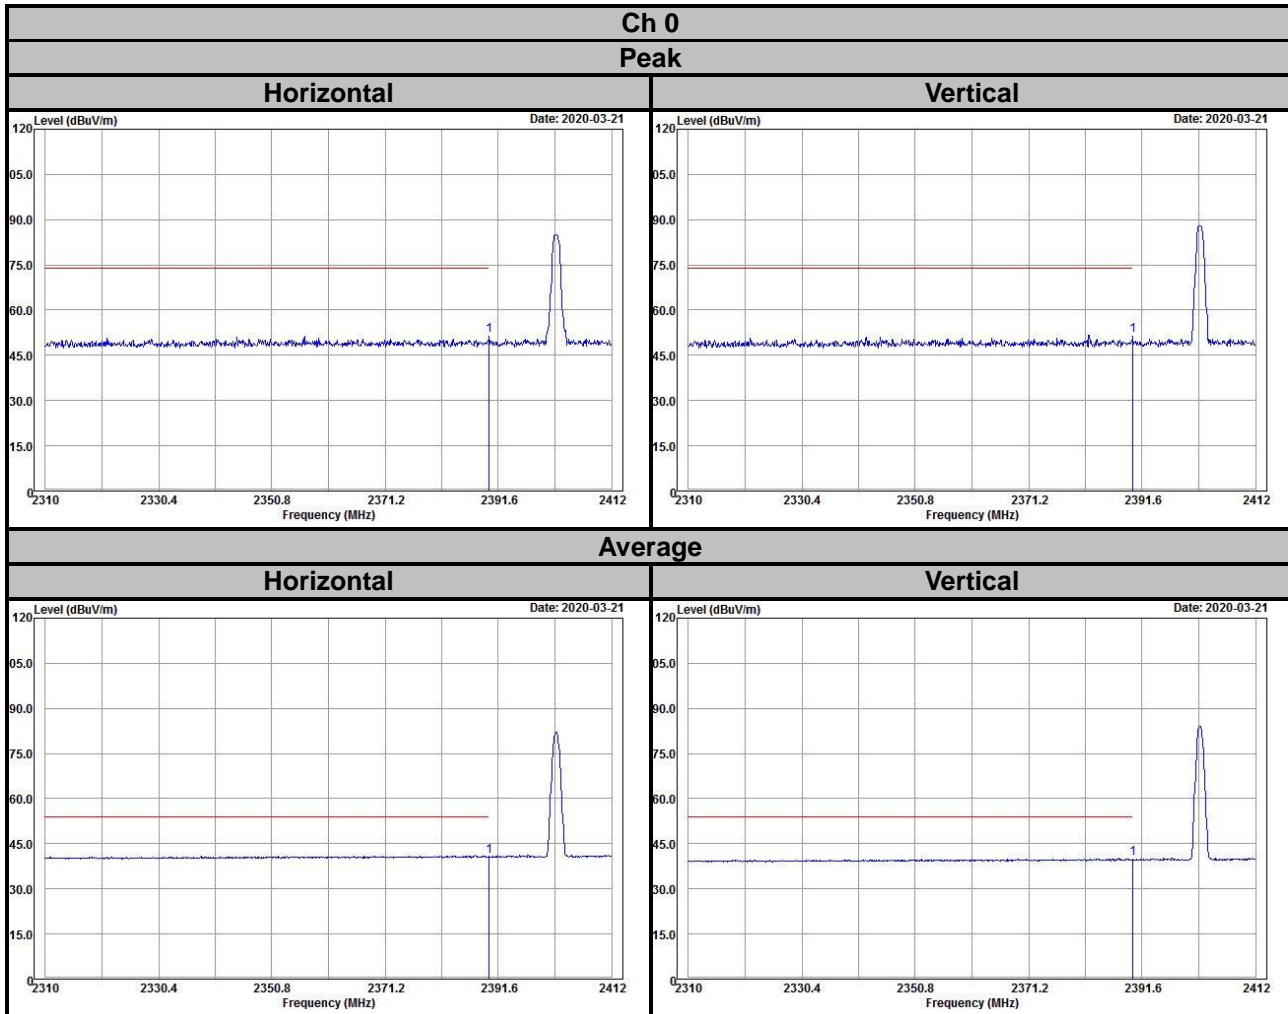 Ch 0
Peak
Horizontal Vertical
Level (dBuV/m) Date: 2020-03-21
120
05.0
90.0
75.0
60.0
45.0
30.0
15.0
0
1
2310 2330.4 2350.8 2371.2 2391.6 2412
Frequency (MHz)
Level (dBuV/m) Date: 2020-03-21
120
05.0
90.0
75.0
60.0
45.0
30.0
15.0
0
1
2310 2330.4 2350.8 2371.2 2391.6 2412
Frequency (MHz)
Average
Horizontal Vertical
Level (dBuV/m) Date: 2020-03-21
120
05.0
90.0
75.0
60.0
45.0
30.0
15.0
0
1
2310 2330.4 2350.8 2371.2 2391.6 2412
Frequency (MHz)
Level (dBuV/m) Date: 2020-03-21
120
05.0
90.0
75.0
60.0
45.0
30.0
15.0
0
1
2310 2330.4 2350.8 2371.2 2391.6 2412
Frequency (MHz)